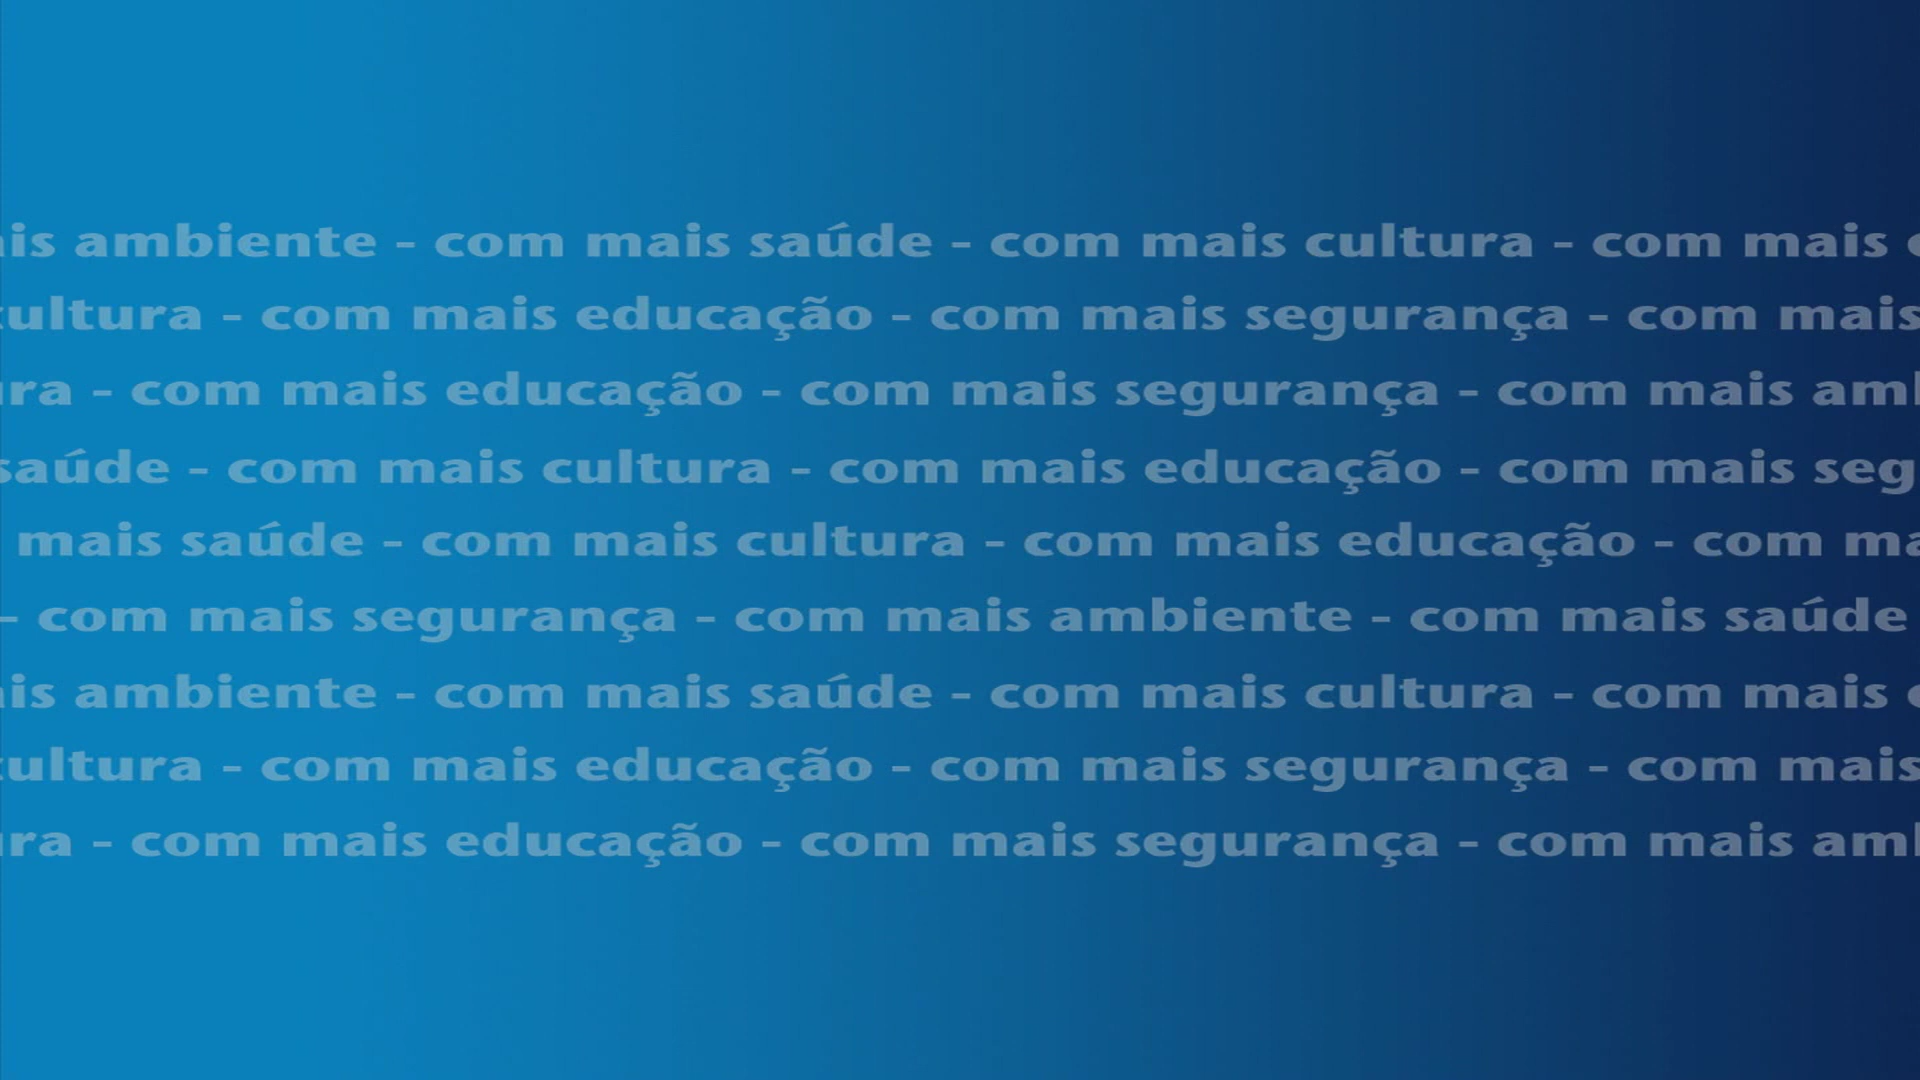 is ambiente - com mais saúde - com mais cultura - com mais
ultura - com mais educação - com mais segurança - com mais
ra - com mais educação - com mais segurança - com mais am
saúde - com mais cultura - com mais educação - com mais seg
mais saúde - com mais cultura - com mais educação - com ma
- com mais segurança - com mais ambiente - com mais saúde
is ambiente - com mais saúde - com mais cultura - com mais
ultura - com mais educação - com mais segurança - com mais
ra - com mais educação - com mais segurança - com mais am